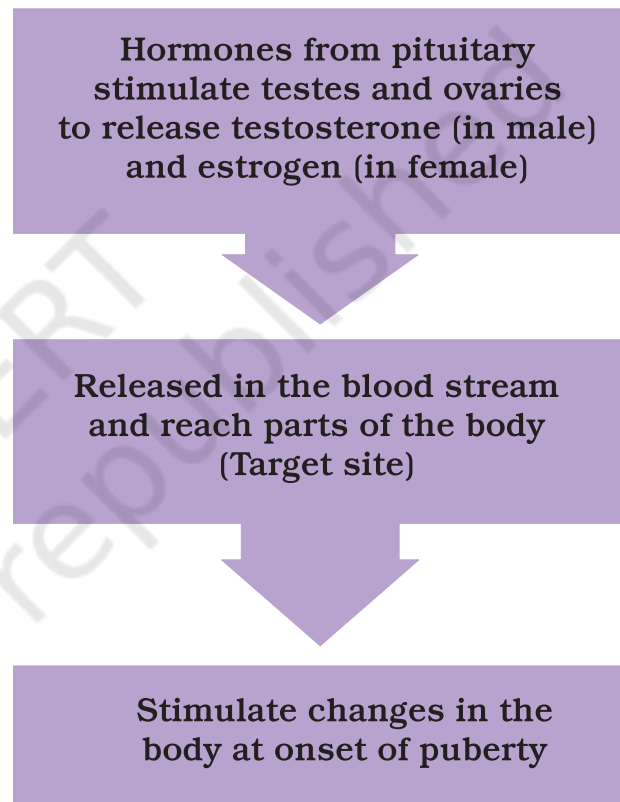 Hormones from pituitary
stimulate testes and ovaries
to release testosterone (in male)
and estrogen (in female)
Released in the blood stream
and reach parts of the body
(Target site)
Stimulate changes in the
body at onset of puberty
ERT
republished